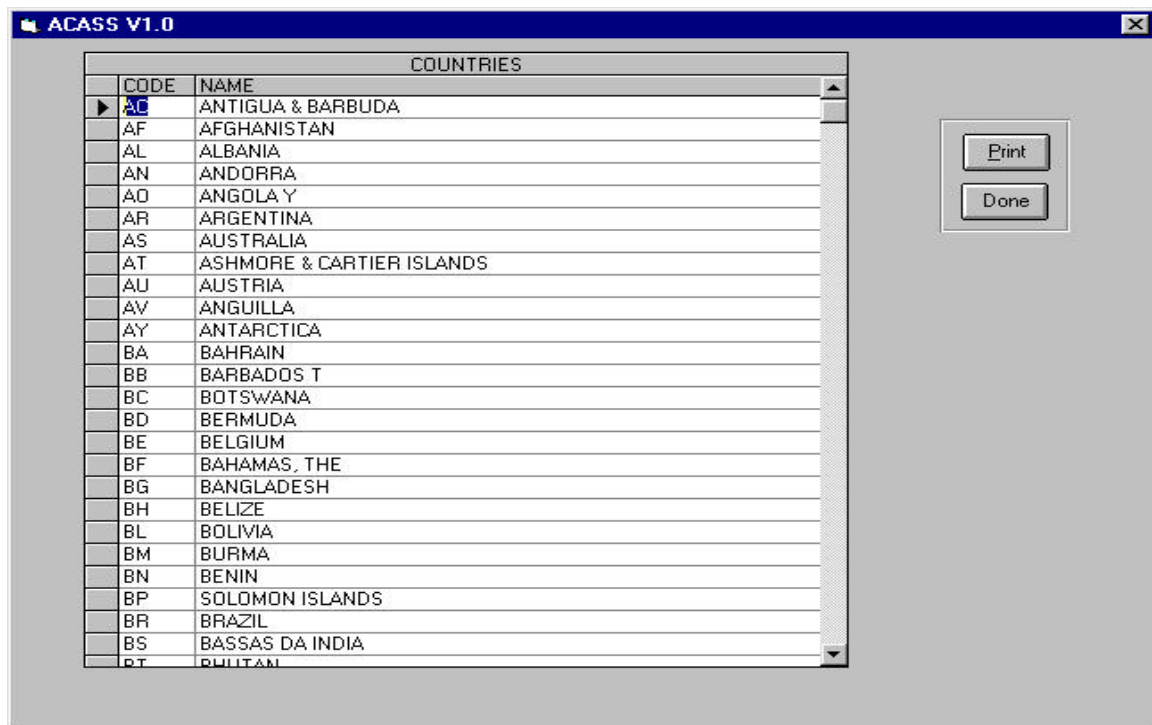 ACASS V1.0
COUNTRIES
CODE NAME
AC ANTIGUA & BARBUDA
AF AFGHANISTAN
AL ALBANIA
AN ANDORRA
AO ANGOLA Y
AR ARGENTINA
AS AUSTRALIA
AT ASHMORE & CARTIER ISLANDS
AU AUSTRIA
AV ANGUILLA
AY ANTARCTICA
BA BAHRAIN
BB BARBADOS T
BC BOTSWANA
BD BERMUDA
BE BELGIUM
BF BAHAMAS, THE
BG BANGLADESH
BH BELIZE
BL BOLIVIA
BM BURMA
BN BENIN
BP SOLOMON ISLANDS
BR BRAZIL
BS BASSAS DA INDIA
BT BHUTAN
Print
Done